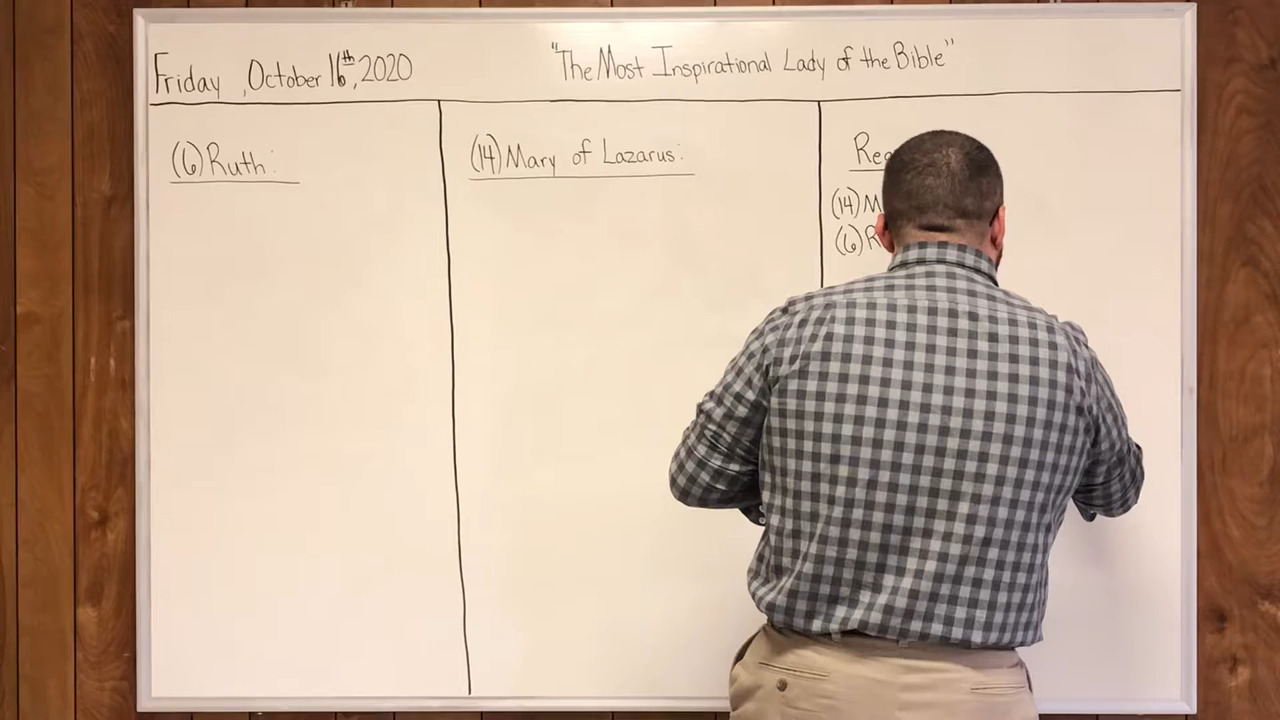 Friday, October 16th, 2020
"The Most Inspirational Lady of the Bible"
(6) Ruth:
(14) Mary of Lazarus:
(14)
(6)